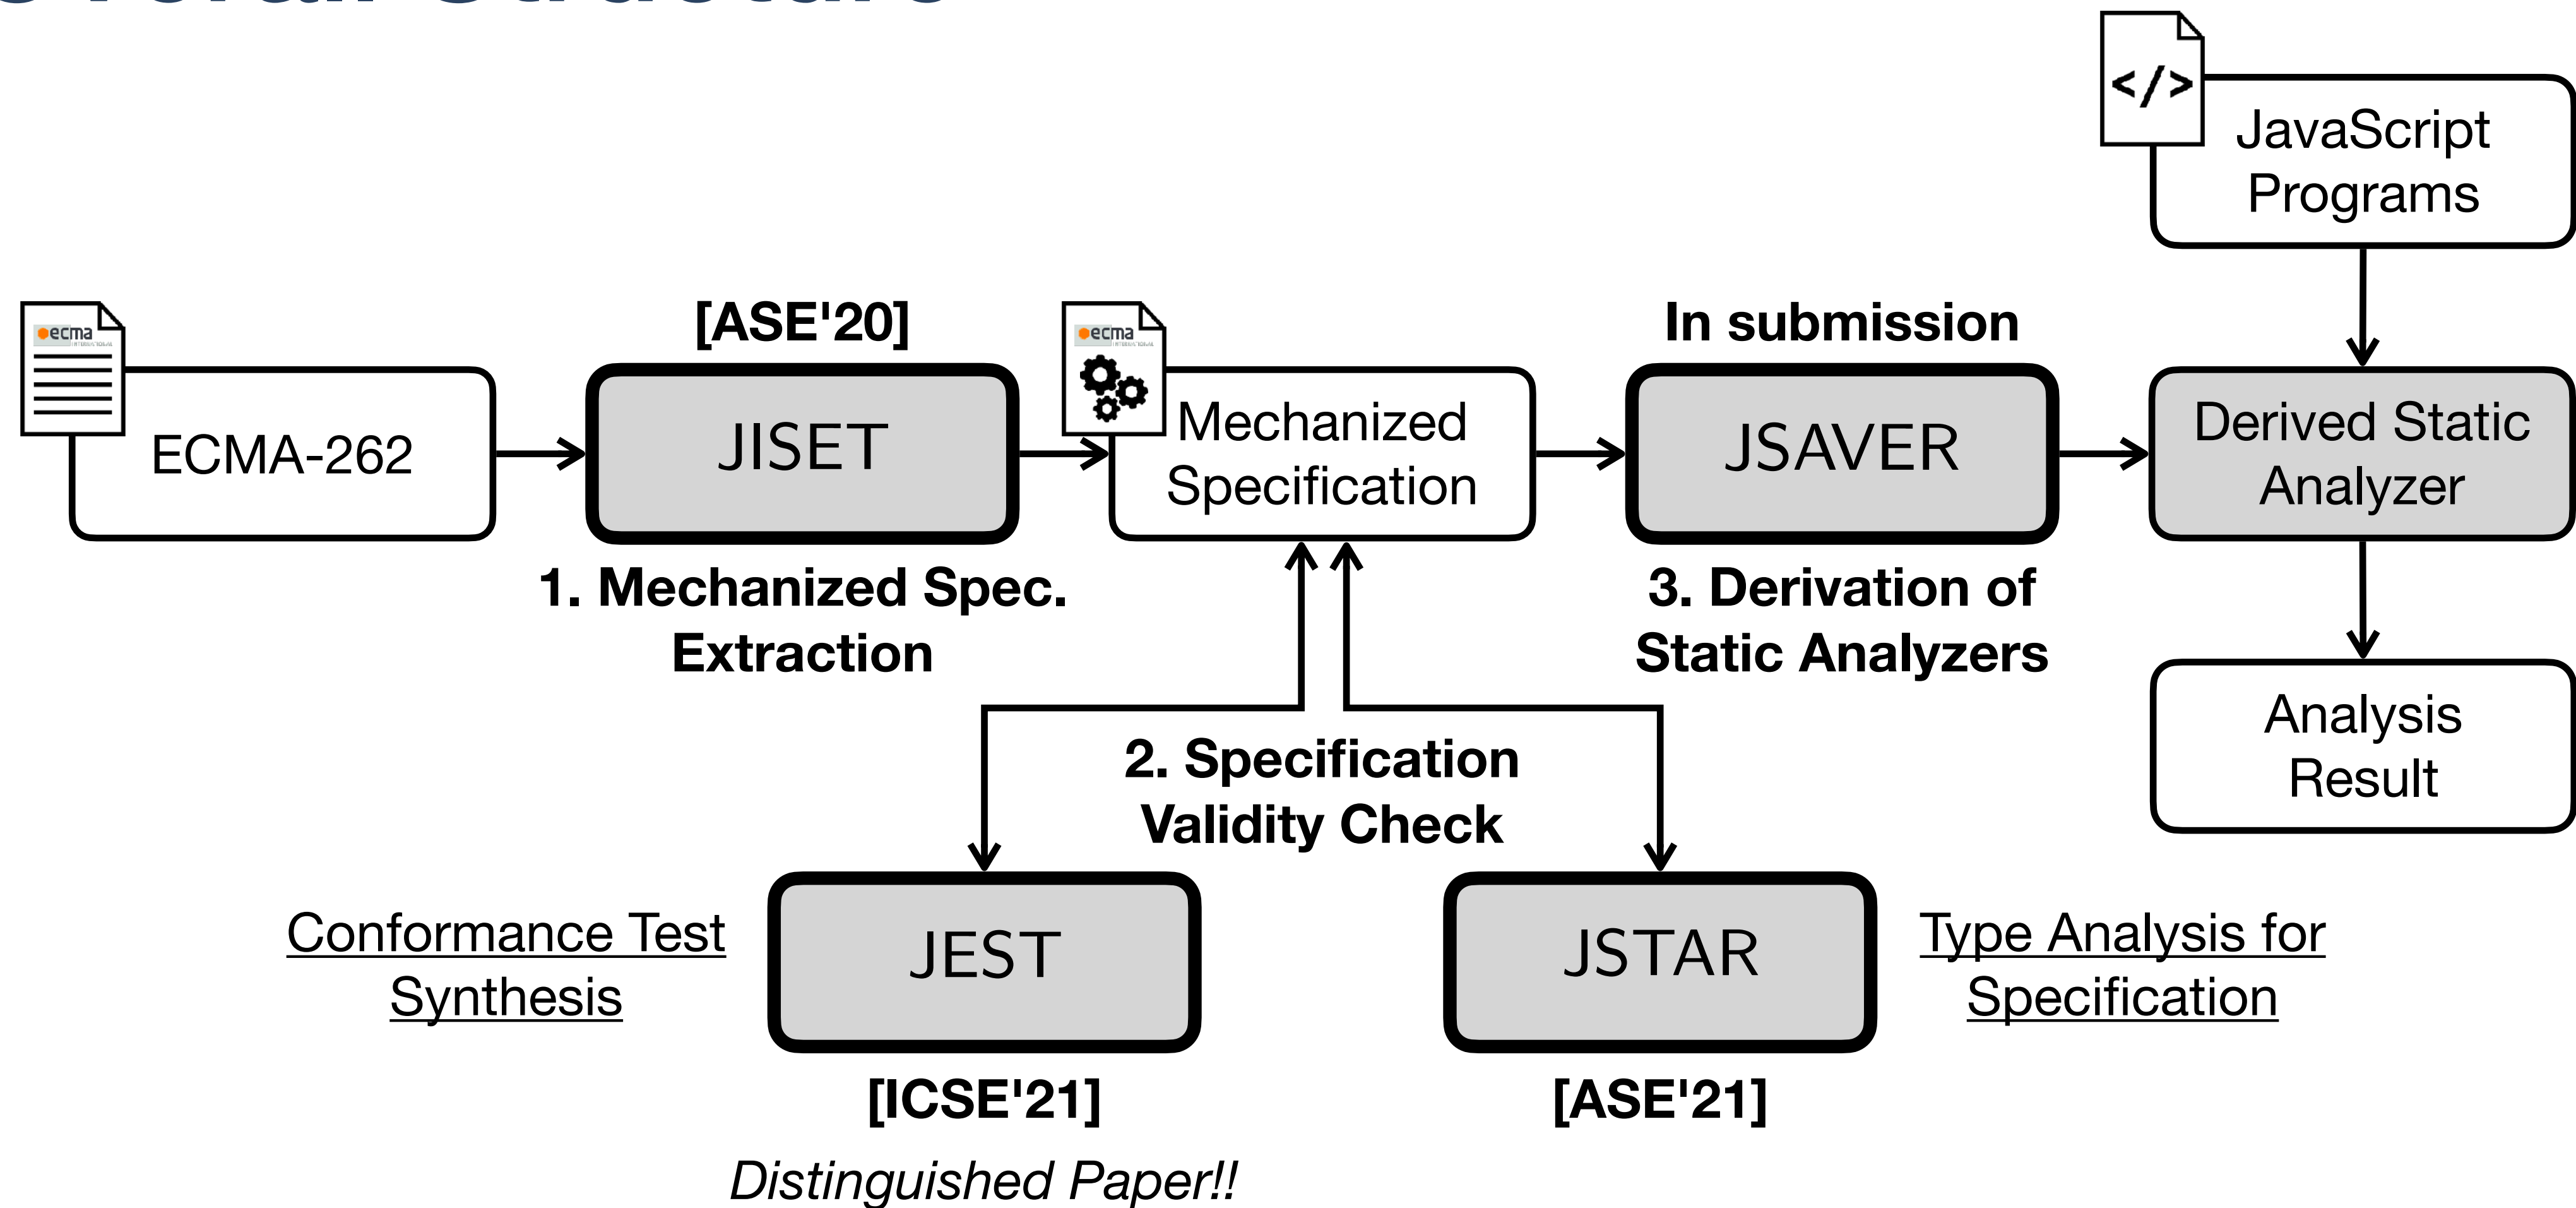 </>
JavaScript
Programs
[ASE'20]
In submission
ecma
ecma
ECMA-262
JISET
Mechanized
Specification
JSAVER
Derived Static
Analyzer
1. Mechanized Spec.
Extraction
3. Derivation of
Static Analyzers
2. Specification
Validity Check
Analysis
Result
Conformance Test
Synthesis
JEST
JSTAR
Type Analysis for
Specification
[ICSE'21]
[ASE'21]
Distinguished Paper!!